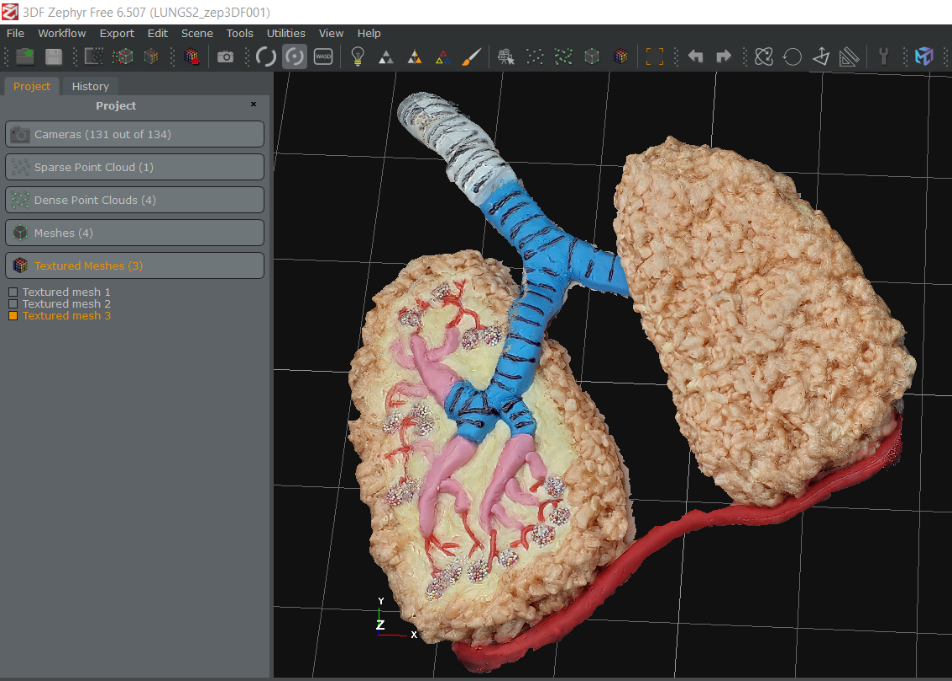 3DF Zephyr Free 6.507 (LUNGS2_zep3DF001)
File Workflow Export Edit Scene Tools Utilities View Help
WASD
Project History
Project
Cameras (131 out of 134)
Sparse Point Cloud (1)
Dense Point Clouds (4)
Meshes (4)
Textured Meshes (3)
Textured mesh 1
Textured mesh 2
Textured mesh 3
Y
Z
X